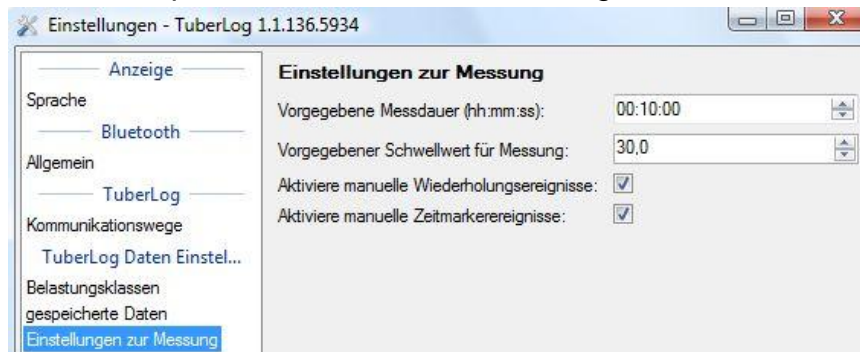 Einstellungen - TuberLog 1.1.136.5934
Anzeige
Sprache
Bluetooth
Allgemein
TuberLog
Kommunikationswege
TuberLog Daten Einstel...
Belastungsklassen
gespeicherte Daten
Einstellungen zur Messung
Einstellungen zur Messung
Vorgegebene Messdauer (hh:mm:ss): 00:10:00
Vorgegebener Schwellwert für Messung: 30,0
Aktiviere manuelle Wiederholungsereignisse:
Aktiviere manuelle Zeitmarkerereignisse: